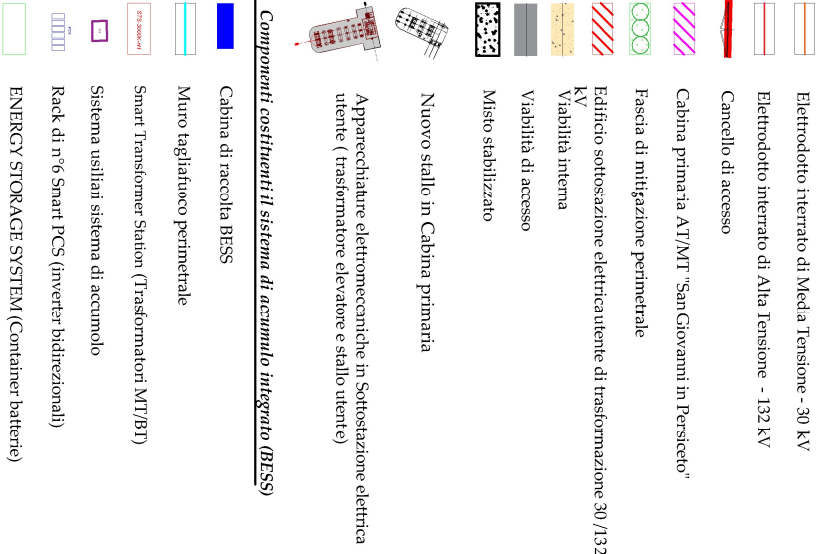 Elettrodotto interrato di Media Tensione - 30 kV
Elettrodotto interrato di Alta Tensione - 132 kV
Cancello di accesso
Cabina primaria AT/MT "San Giovanni in Persiceto"
Fascia di mitigazione perimetrale
Edificio sottostazione elettrica utente di trasformazione 30 /132
kV
Viabilità interna
Viabilità di accesso
Misto stabilizzato
Nuovo stallo in Cabina primaria
Apparecchiature elettromeccaniche in Sottostazione elettrica
utente ( trasformatore elevatore e stallo utente)
Componenti costituenti il sistema di accumulo integrato (BESS)
Cabina di raccolta BESS
Muro tagliafuoco perimetrale
STS-3000K-H1
Smart Transformer Station (Trasformatori MT/BT)
Sistema usiliari sistema di accumolo
PCS
Rack di n°6 Smart PCS (inverter bidirezionali)
ENERGY STORAGE SYSTEM (Container batterie)